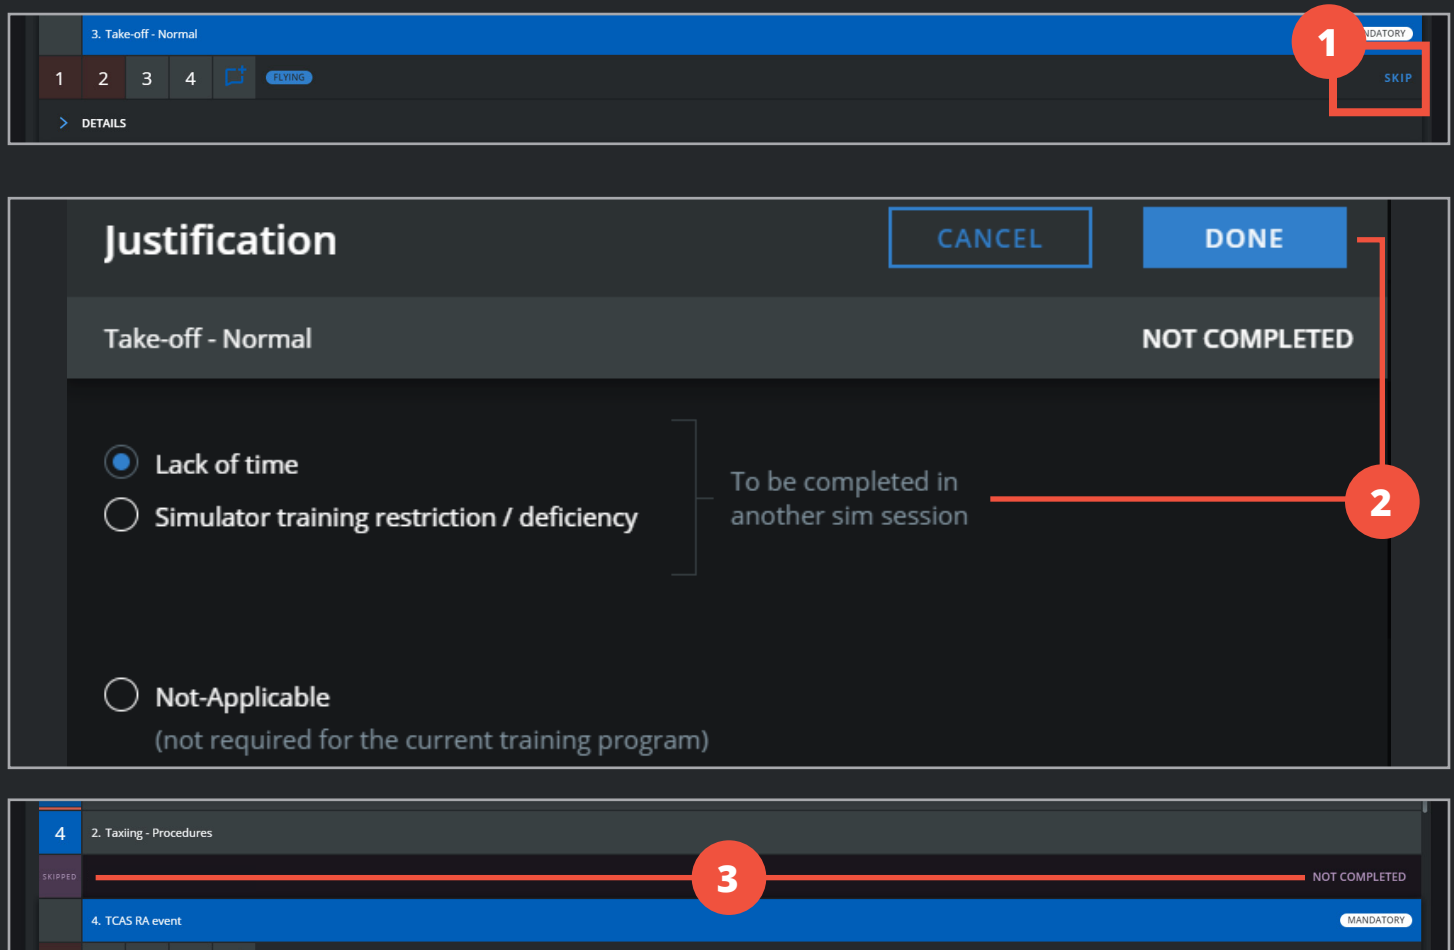 3. Take-off - Normal
1
NDATORY
1 2 3 4
FLYING
SKIP
DETAILS
Justification
CANCEL
DONE
Take-off - Normal
NOT COMPLETED
Lack of time
Simulator training restriction / deficiency
To be completed in
another sim session
2
Not-Applicable
(not required for the current training program)
4
2. Taxiing - Procedures
SKIPPED
3
NOT COMPLETED
4. TCAS RA event
MANDATORY